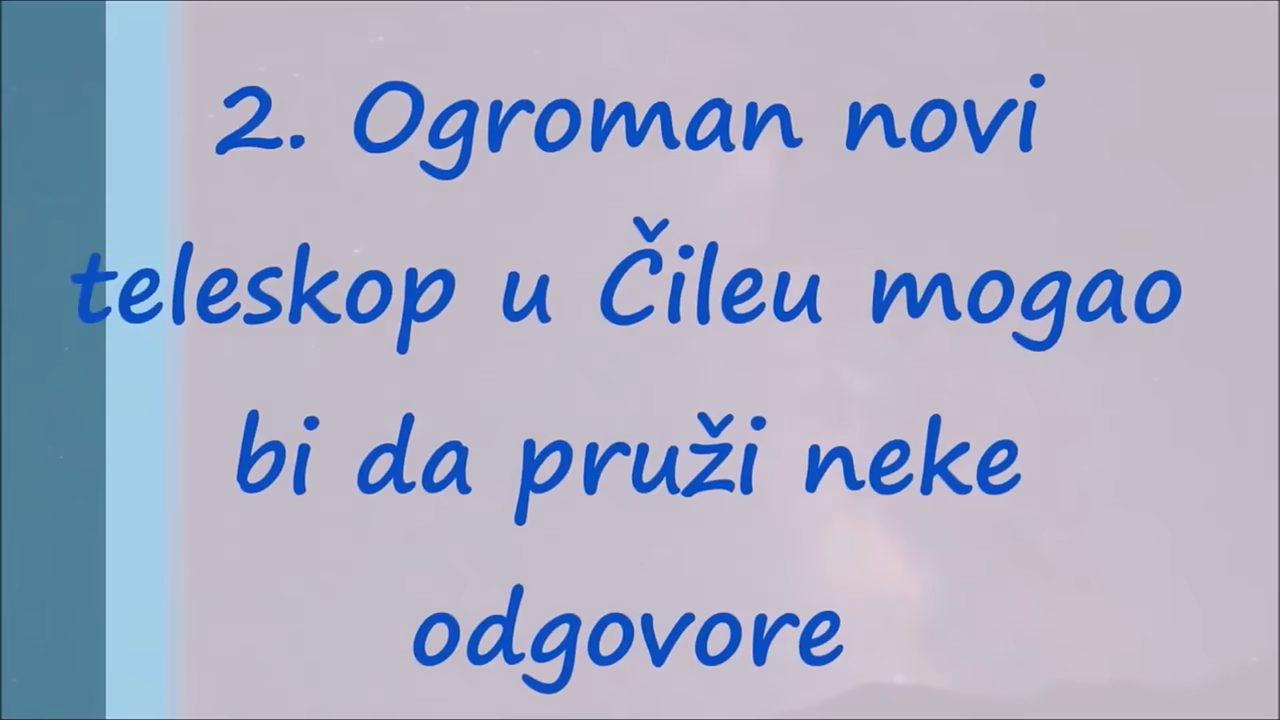 2. Ogroman novi
teleskop u Čileu mogao
bi da pruži neke
odgovore